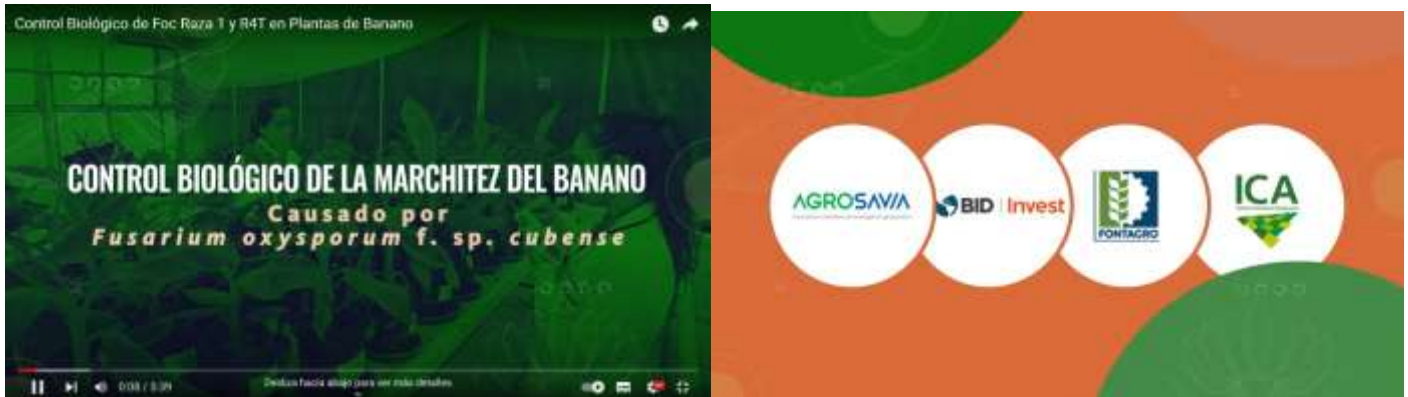 Control Biológico de Foc Raza 1 y R4T en Plantas de Banano
CONTROL BIOLÓGICO DE LA MARCHITEZ DEL BANANO
Causado por
Fusarium oxysporum f. sp. cubense
Desliza hacia abajo para ver más detalles
AGROSAVIA
BID Invest
FONTAGRO
ICA